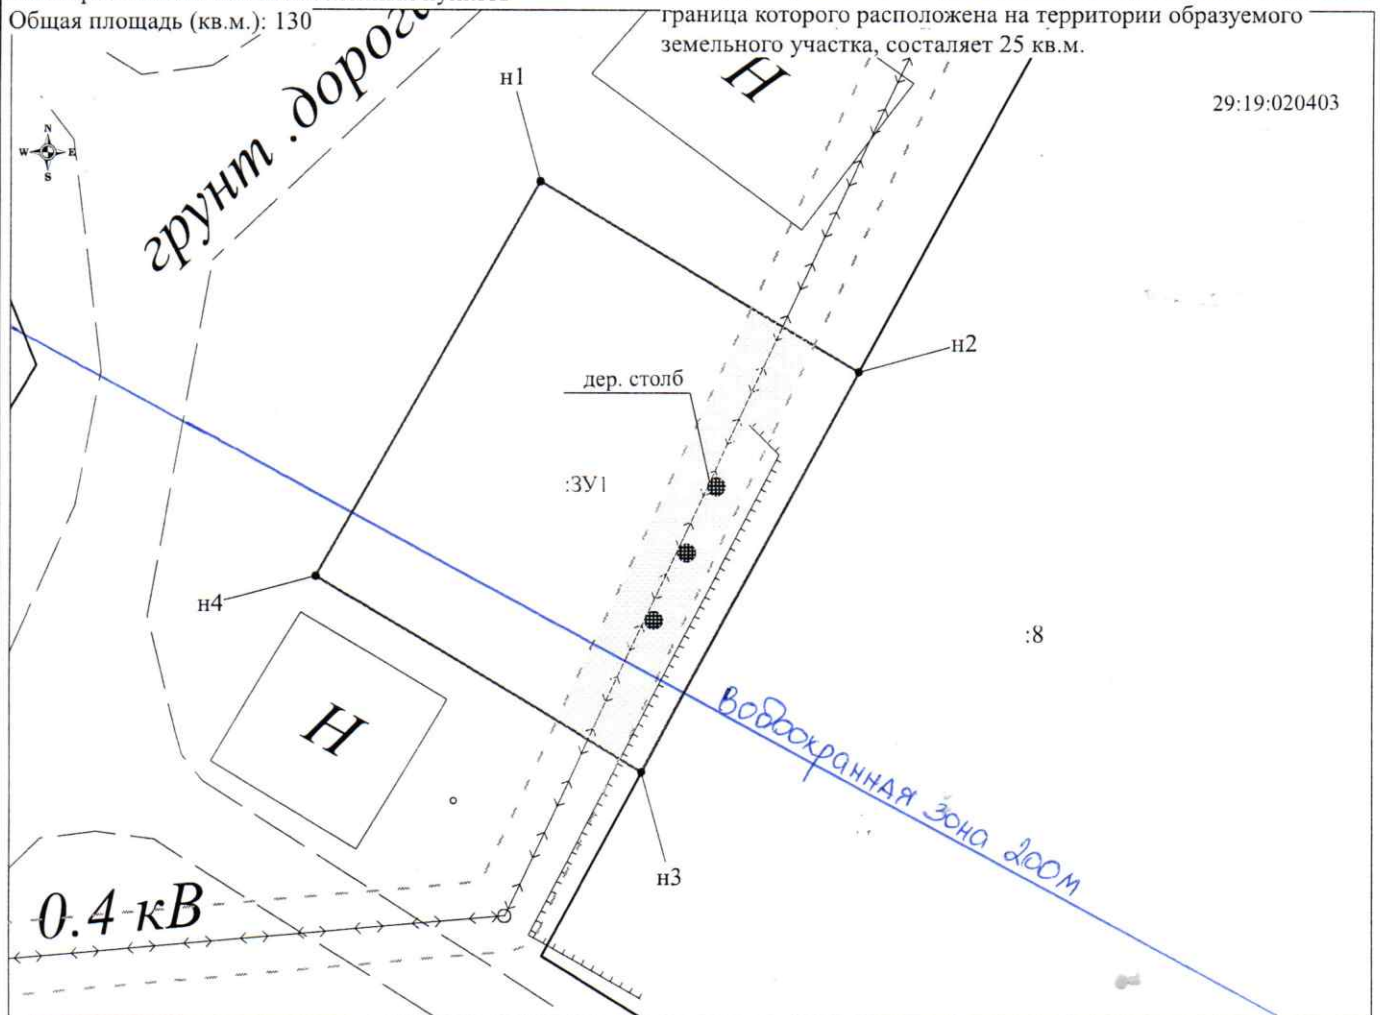 Общая площадь (кв.м.): 130
граница которого расположена на территории образуемого
земельного участка, состаляет 25 кв.м.
29:19:020403
н1
Н
грунт. дорога
N
W E
S
н2
дер. столб
:ЗУ1
н4
:8
Н
водоохранная зона 200м
н3
0.4 кВ